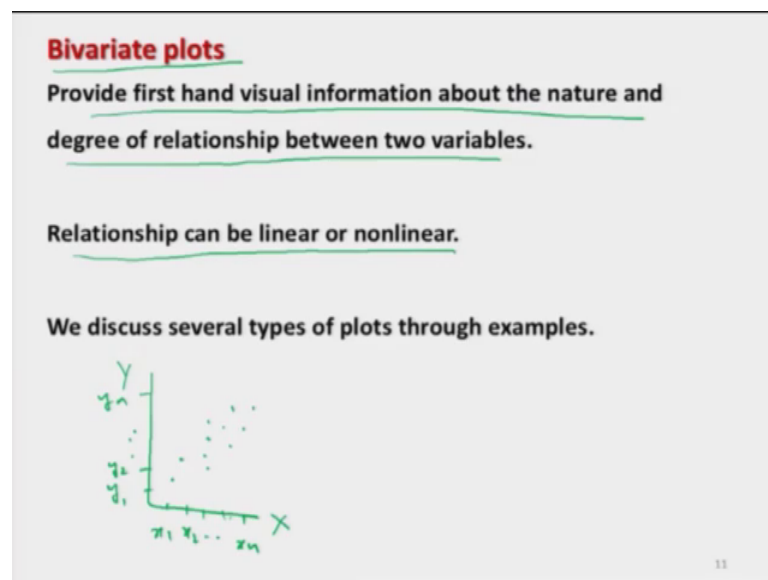 Bivariate plots
Provide first hand visual information about the nature and
degree of relationship between two variables.
Relationship can be linear or nonlinear.
We discuss several types of plots through examples.
Y
yn
y2
y1
X
x1 x2 .. xn
11